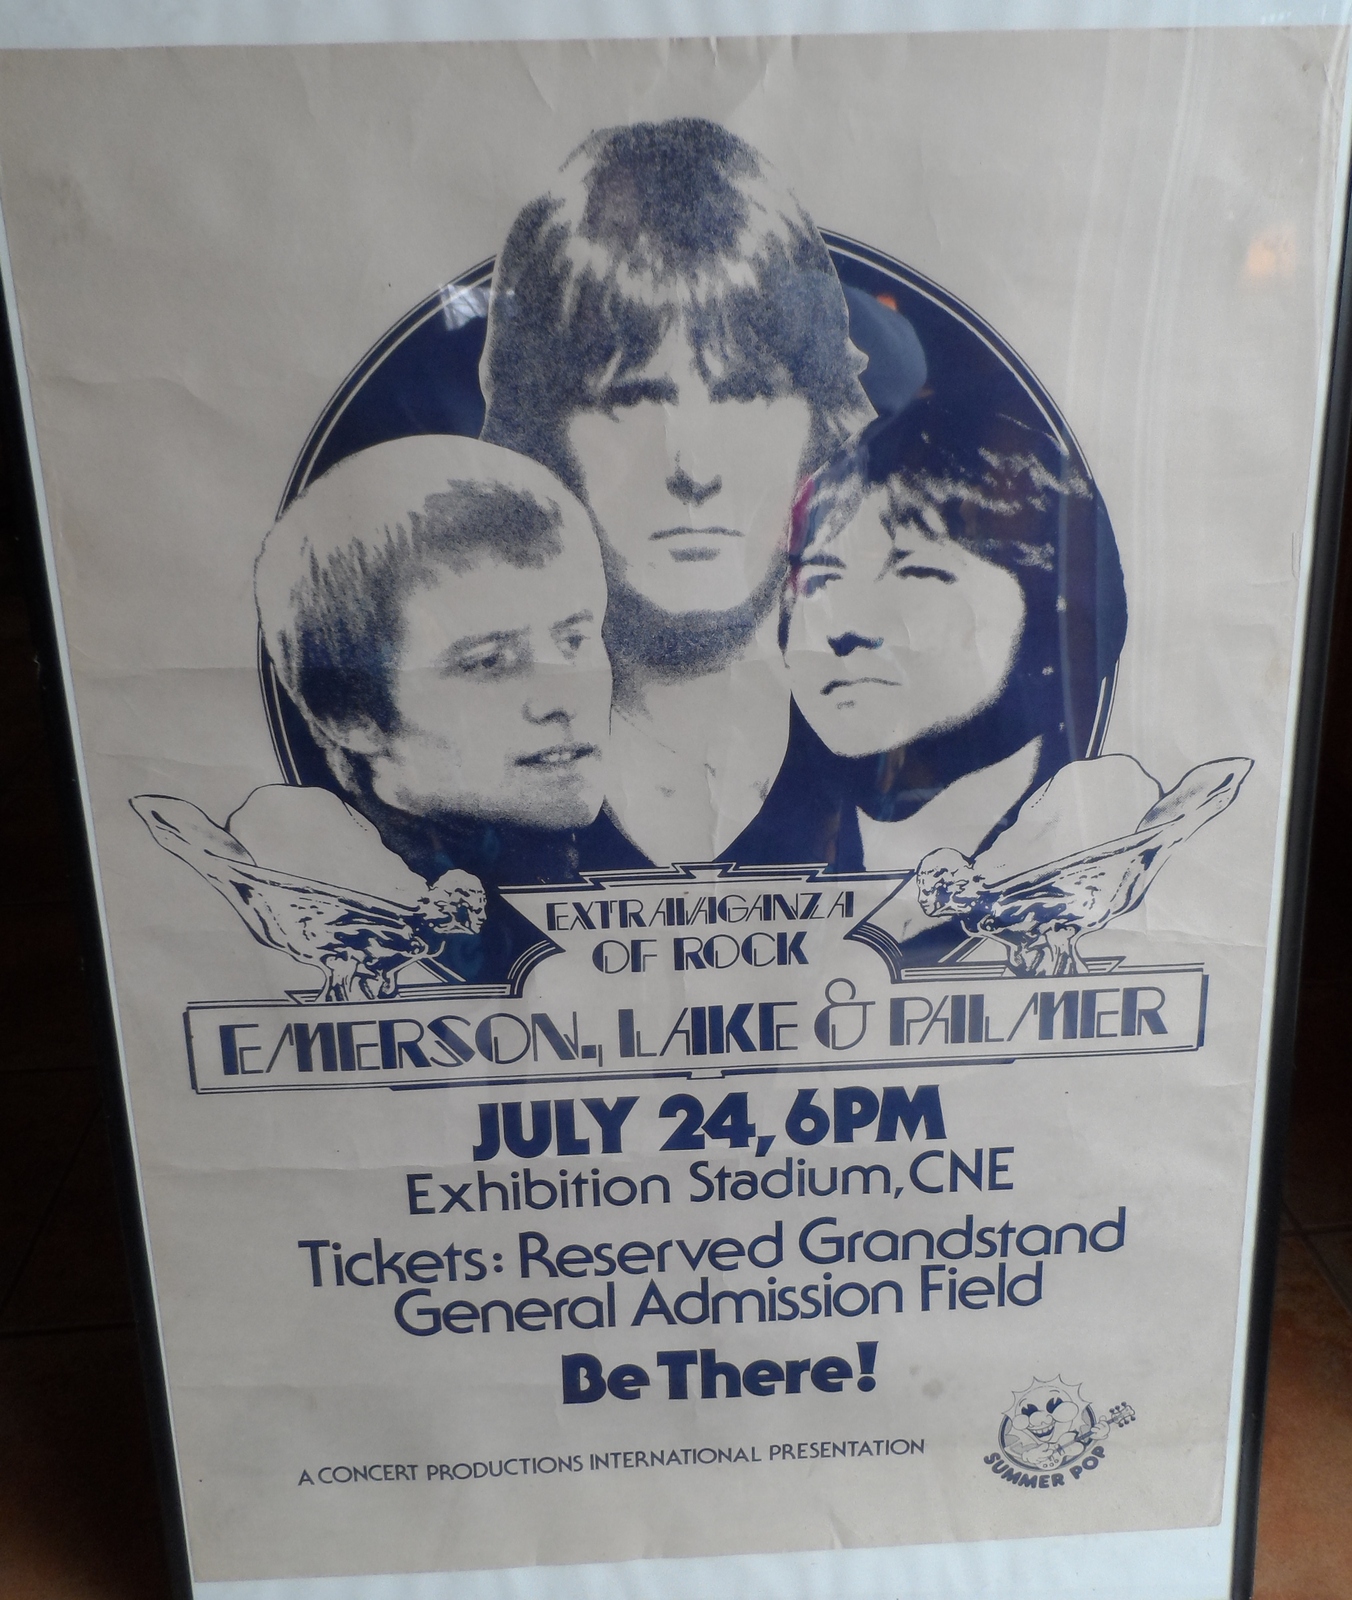 EXTRAVAGANZA
OF ROCK
EMERSON, LAKE & PALMER
JULY 24, 6PM
Exhibition Stadium, CNE
Tickets: Reserved Grandstand
General Admission Field
Be There!
A CONCERT PRODUCTIONS INTERNATIONAL PRESENTATION
SUMMER POP